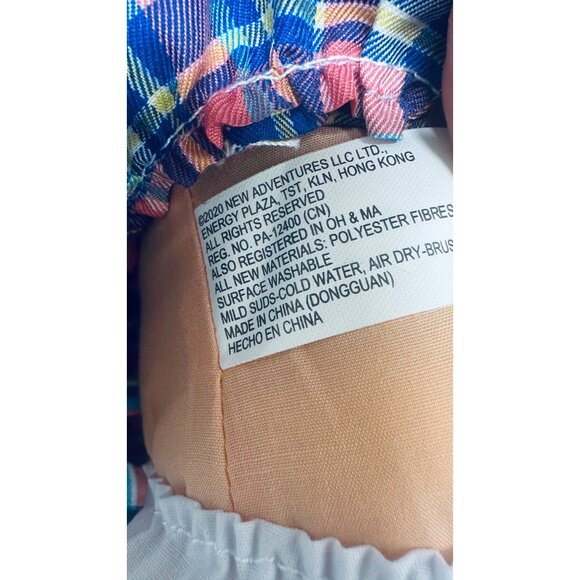 ©2020 NEW ADVENTURES LLC LTD.,
ENERGY PLAZA, TST, KLN, HONG KONG
ALL RIGHTS RESERVED
REG. NO. PA-12400 (CN)
ALSO REGISTERED IN OH & MA
ALL NEW MATERIALS: POLYESTER FIBRES
SURFACE WASHABLE
MILD SUDS-COLD WATER, AIR DRY-BRUS
MADE IN CHINA (DONGGUAN)
HECHO EN CHINA